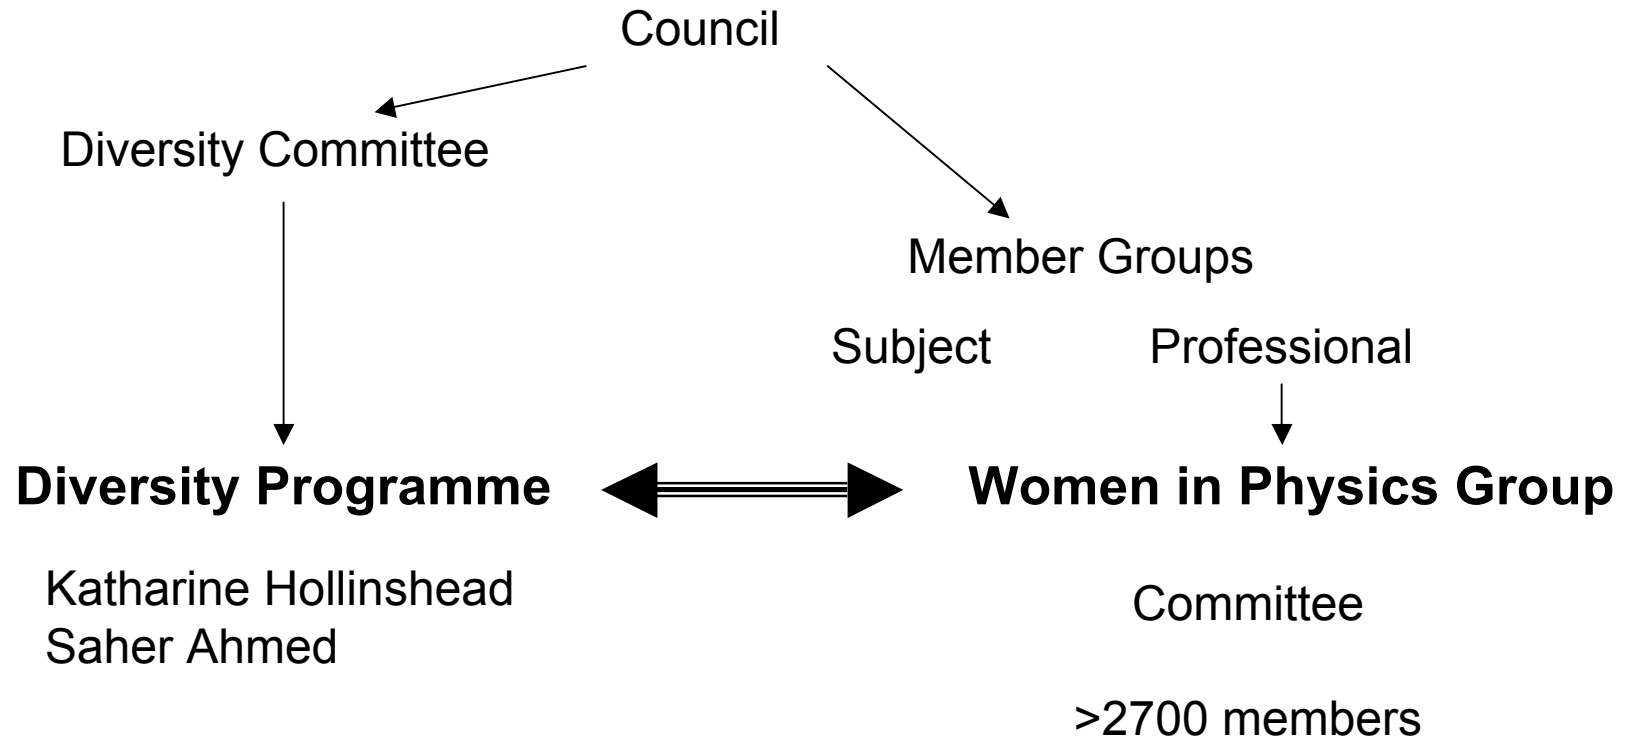 Council
Diversity Committee
Member Groups
Subject Professional
Diversity Programme Women in Physics Group
Katharine Hollinshead
Saher Ahmed
Committee
>2700 members